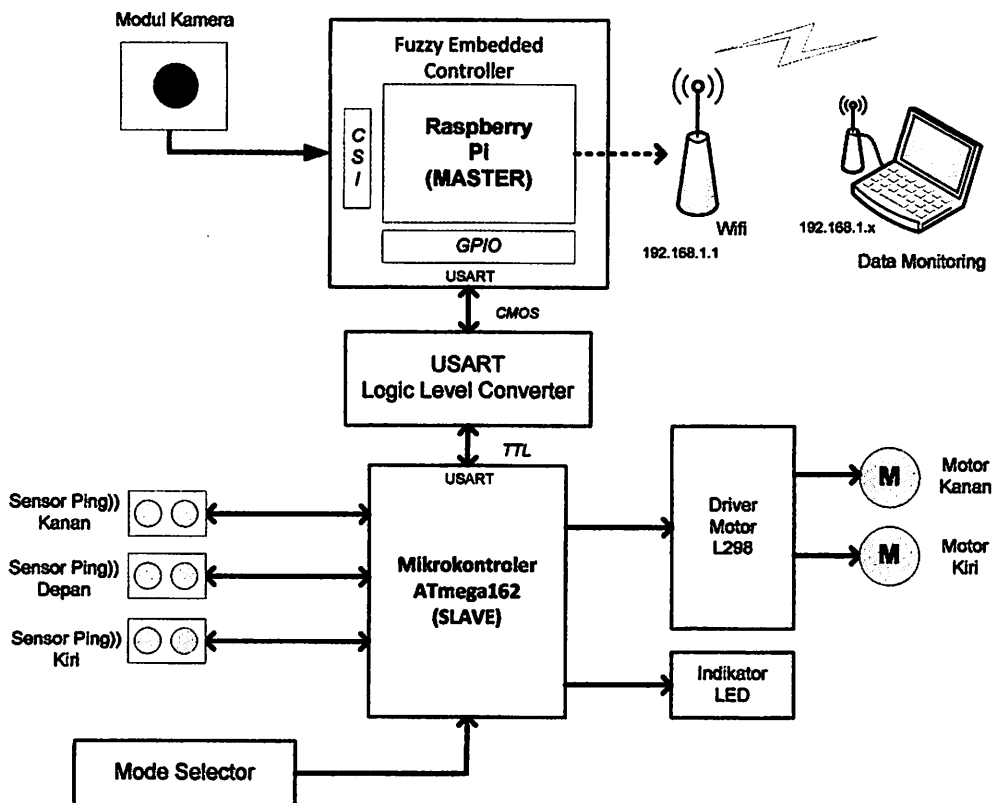 Modul Kamera
Fuzzy Embedded
Controller
C
S
I
Raspberry
Pi
(MASTER)
GPIO
USART
Wifi
192.168.1.1
192.168.1.x
Data Monitoring
CMOS
USART
Logic Level Converter
TTL
USART
Mikrokontroler
ATmega162
(SLAVE)
Sensor Ping))
Kanan
Sensor Ping))
Depan
Sensor Ping))
Kiri
Driver
Motor
L298
M
Motor
Kanan
M
Motor
Kiri
Indikator
LED
Mode Selector